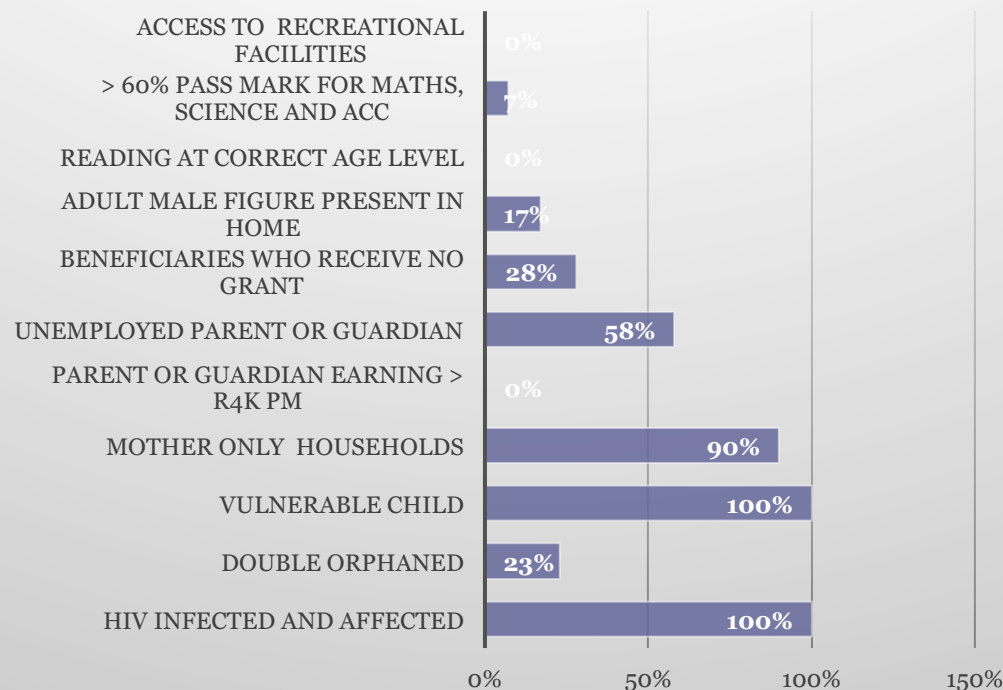 ACCESS TO RECREATIONAL
FACILITIES
0%
> 60% PASS MARK FOR MATHS,
SCIENCE AND ACC
7%
READING AT CORRECT AGE LEVEL
0%
ADULT MALE FIGURE PRESENT IN
HOME
17%
BENEFICIARIES WHO RECEIVE NO
GRANT
28%
UNEMPLOYED PARENT OR GUARDIAN
58%
PARENT OR GUARDIAN EARNING >
R4K PM
0%
MOTHER ONLY HOUSEHOLDS
90%
VULNERABLE CHILD
100%
DOUBLE ORPHANED
23%
HIV INFECTED AND AFFECTED
100%
0% 50% 100% 150%